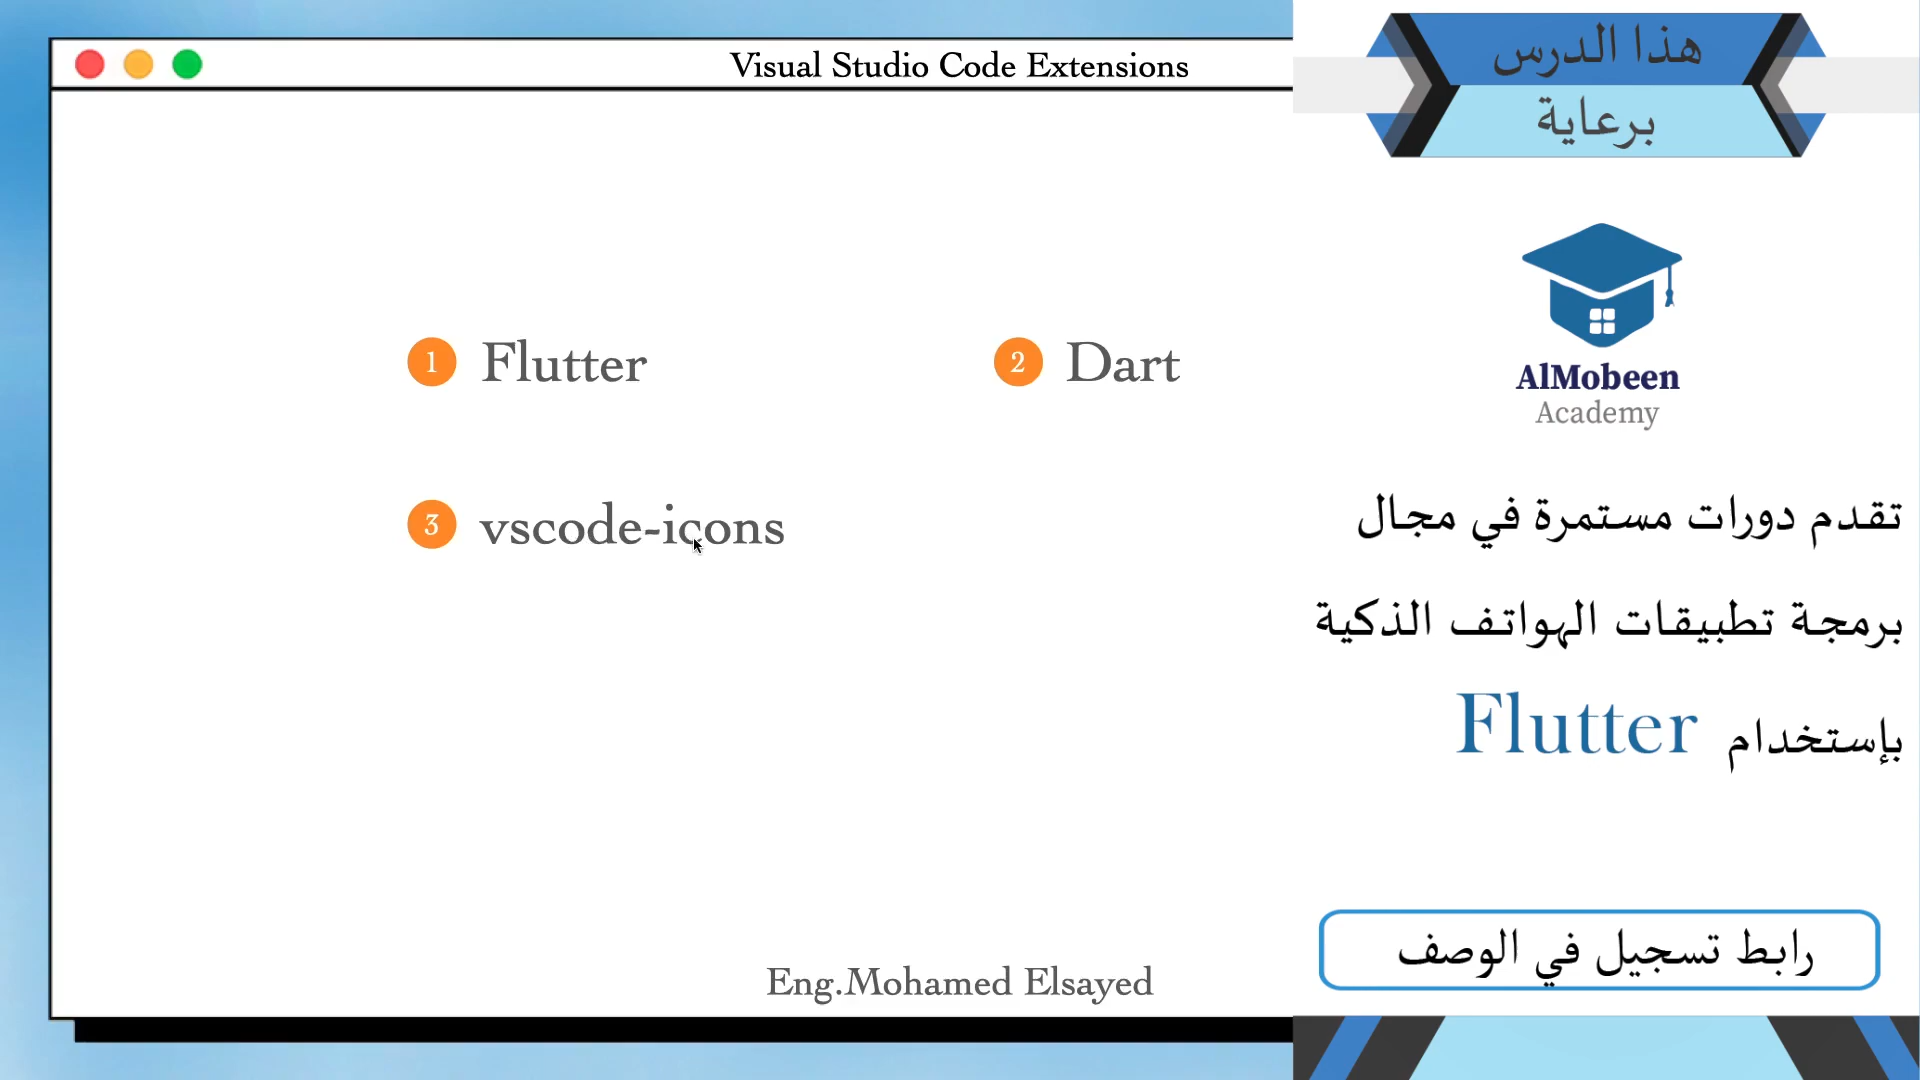 Visual Studio Code Extensions
1 Flutter
2 Dart
3 vscode-icons
Eng.Mohamed Elsayed
هذا الدرس
برعاية
AlMobeen
Academy
تقدم دورات مستمرة في مجال
برمجة تطبيقات الهواتف الذكية
بإستخدام Flutter
رابط تسجيل في الوصف